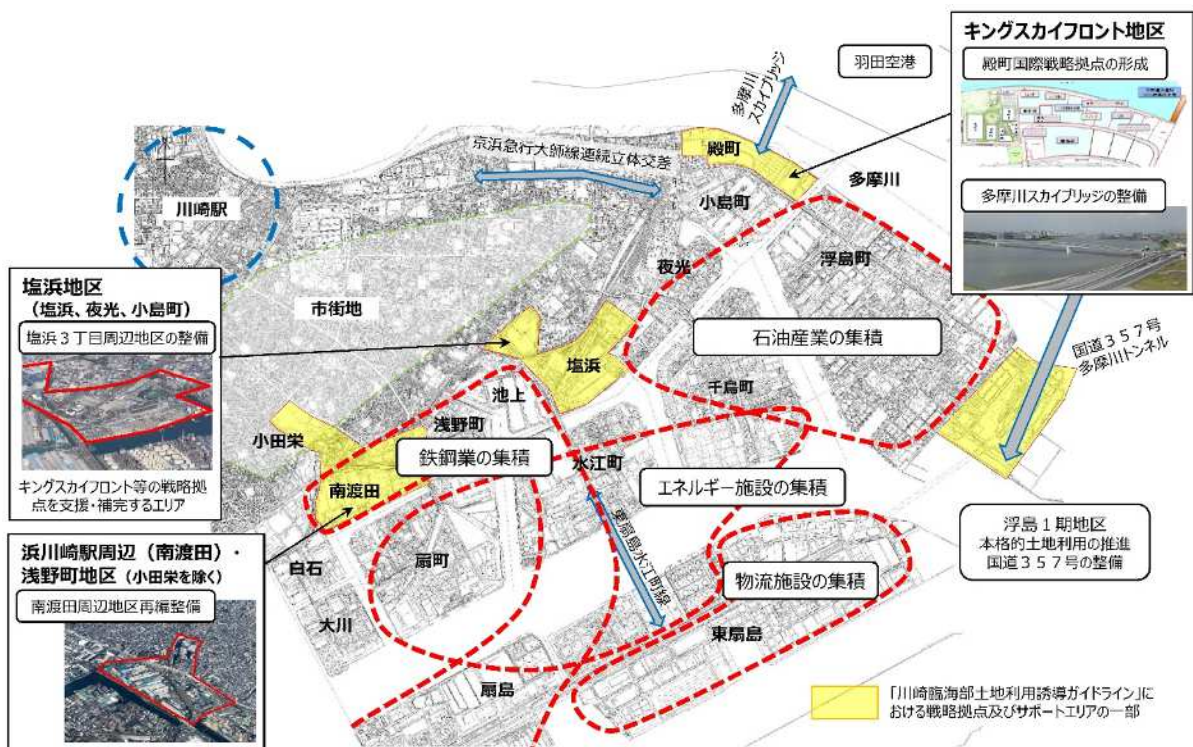 キングスカイフロント地区
殿町国際戦略拠点の形成
多摩川スカイブリッジの整備
羽田空港
多摩川
スカイブリッジ
京浜急行大師線連続立体交差
殿町
多摩川
小島町
川崎駅
夜光
浮島町
塩浜地区
(塩浜、夜光、小島町)
塩浜3丁目周辺地区の整備
キングスカイフロント等の戦略拠
点を支援・補完するエリア
市街地
石油産業の集積
国道357号
多摩川トンネル
塩浜
千鳥町
池上
浅野町
小田栄
鉄鋼業の集積
水江町
エネルギー施設の集積
南渡田
浜川崎駅周辺(南渡田)・
浅野町地区(小田栄を除く)
南渡田周辺地区再編整備
白石
扇町
東扇島水江町線
物流施設の集積
浮島1期地区
本格的土地利用の推進
国道357号の整備
大川
東扇島
扇島
「川崎臨海部土地利用誘導ガイドライン」に
おける戦略拠点及びサポートエリアの一部